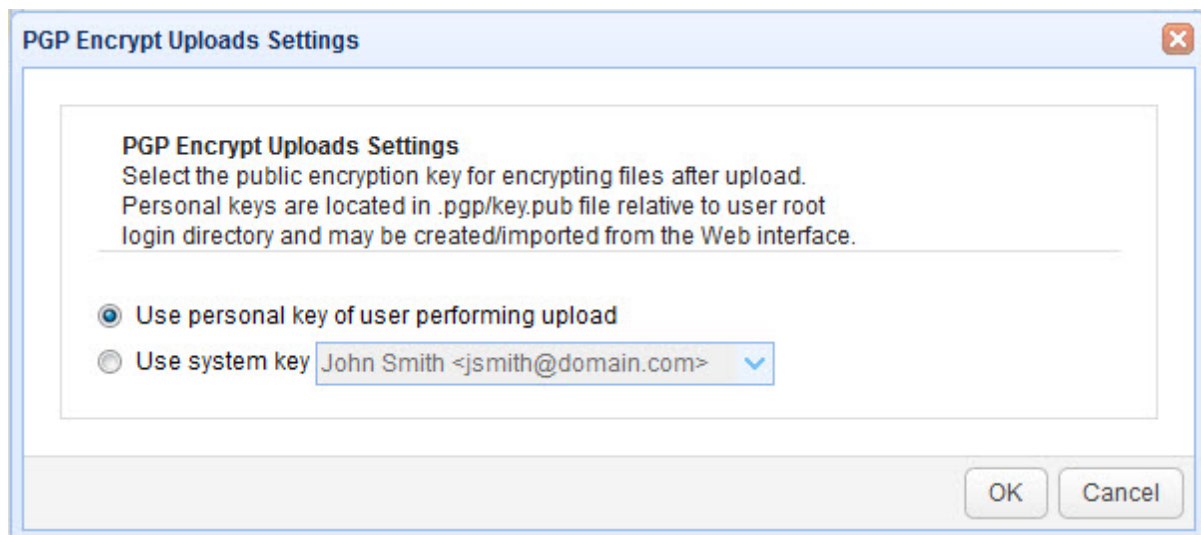 PGP Encrypt Uploads Settings
PGP Encrypt Uploads Settings
Select the public encryption key for encrypting files after upload.
Personal keys are located in .pgp/key.pub file relative to user root
login directory and may be created/imported from the Web interface.
Use personal key of user performing upload
Use system key John Smith <jsmith@domain.com>
OK Cancel